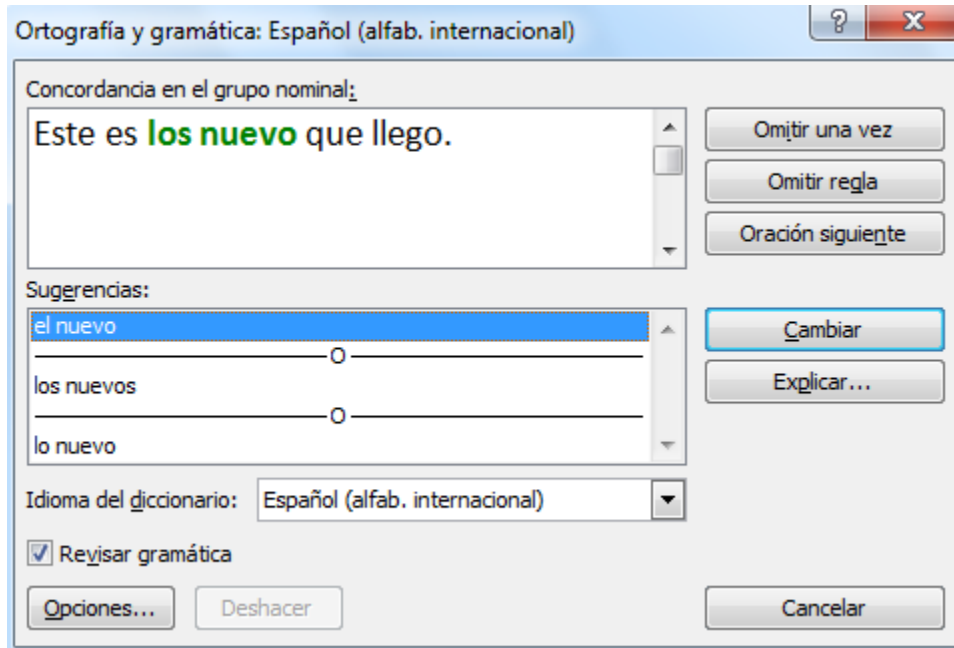 Ortografía y gramática: Español (alfab. internacional)
Concordancia en el grupo nominal:
Este es los nuevo que llego.
Omitir una vez
Omitir regla
Oración siguiente
Sugerencias:
el nuevo
O
los nuevos
O
lo nuevo
Cambiar
Explicar...
Idioma del diccionario: Español (alfab. internacional)
Revisar gramática
Opciones... Deshacer Cancelar